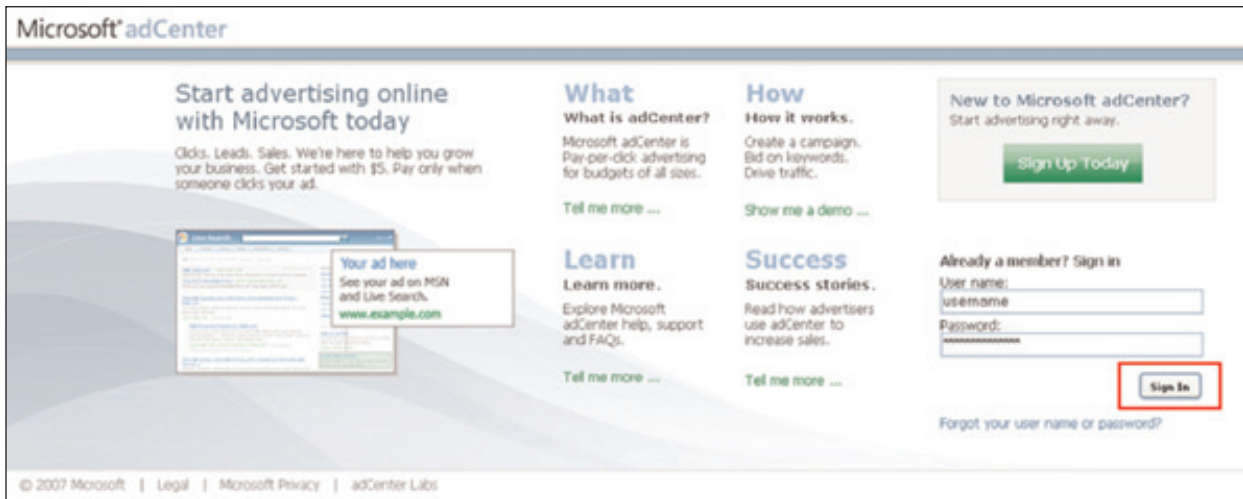 Microsoft® adCenter
Start advertising online
with Microsoft today
Clicks. Leads. Sales. We're here to help you grow
your business. Get started with $5. Pay only when
someone clicks your ad.
Live Search
Your ad here
See your ad on MSN
and Live Search.
www.example.com
What
What is adCenter?
Microsoft adCenter is
Pay-per-click advertising
for budgets of all sizes.
Tell me more ...
How
How it works.
Create a campaign.
Bid on keywords.
Drive traffic.
Show me a demo ...
Learn
Learn more.
Explore Microsoft
adCenter help, support
and FAQs.
Tell me more ...
Success
Success stories.
Read how advertisers
use adCenter to
increase sales.
Tell me more ...
New to Microsoft adCenter?
Start advertising right away.
Sign Up Today
Already a member? Sign in
User name:
username
Password:
Sign In
Forgot your user name or password?
© 2007 Microsoft | Legal | Microsoft Privacy | adCenter Labs